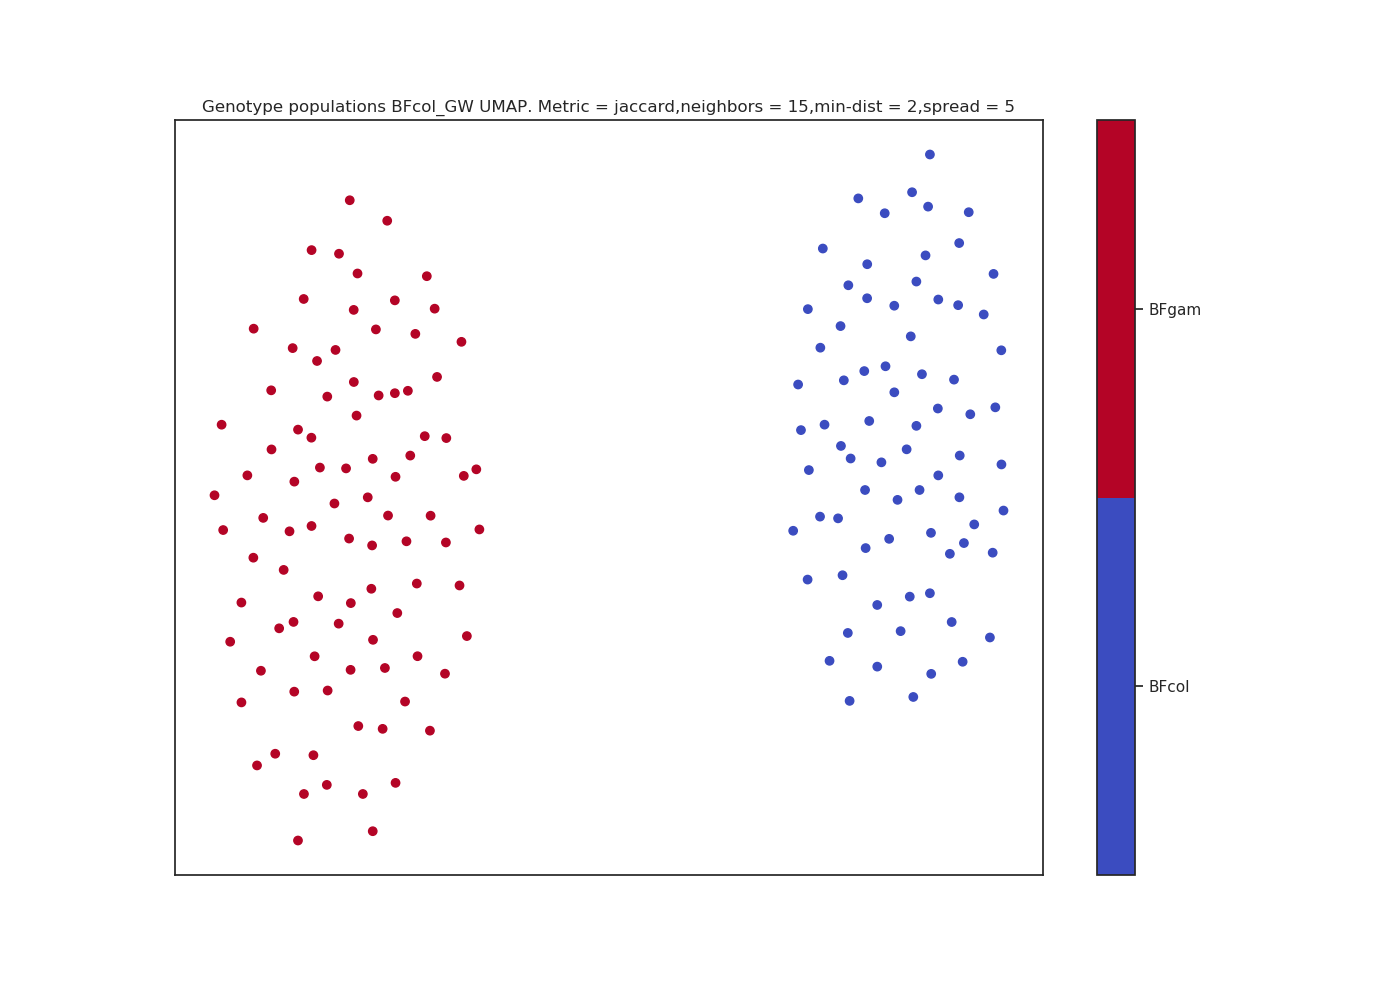 Genotype populations BFcol_GW UMAP. Metric = jaccard,neighbors = 15,min-dist = 2,spread = 5
BFgam
BFcol